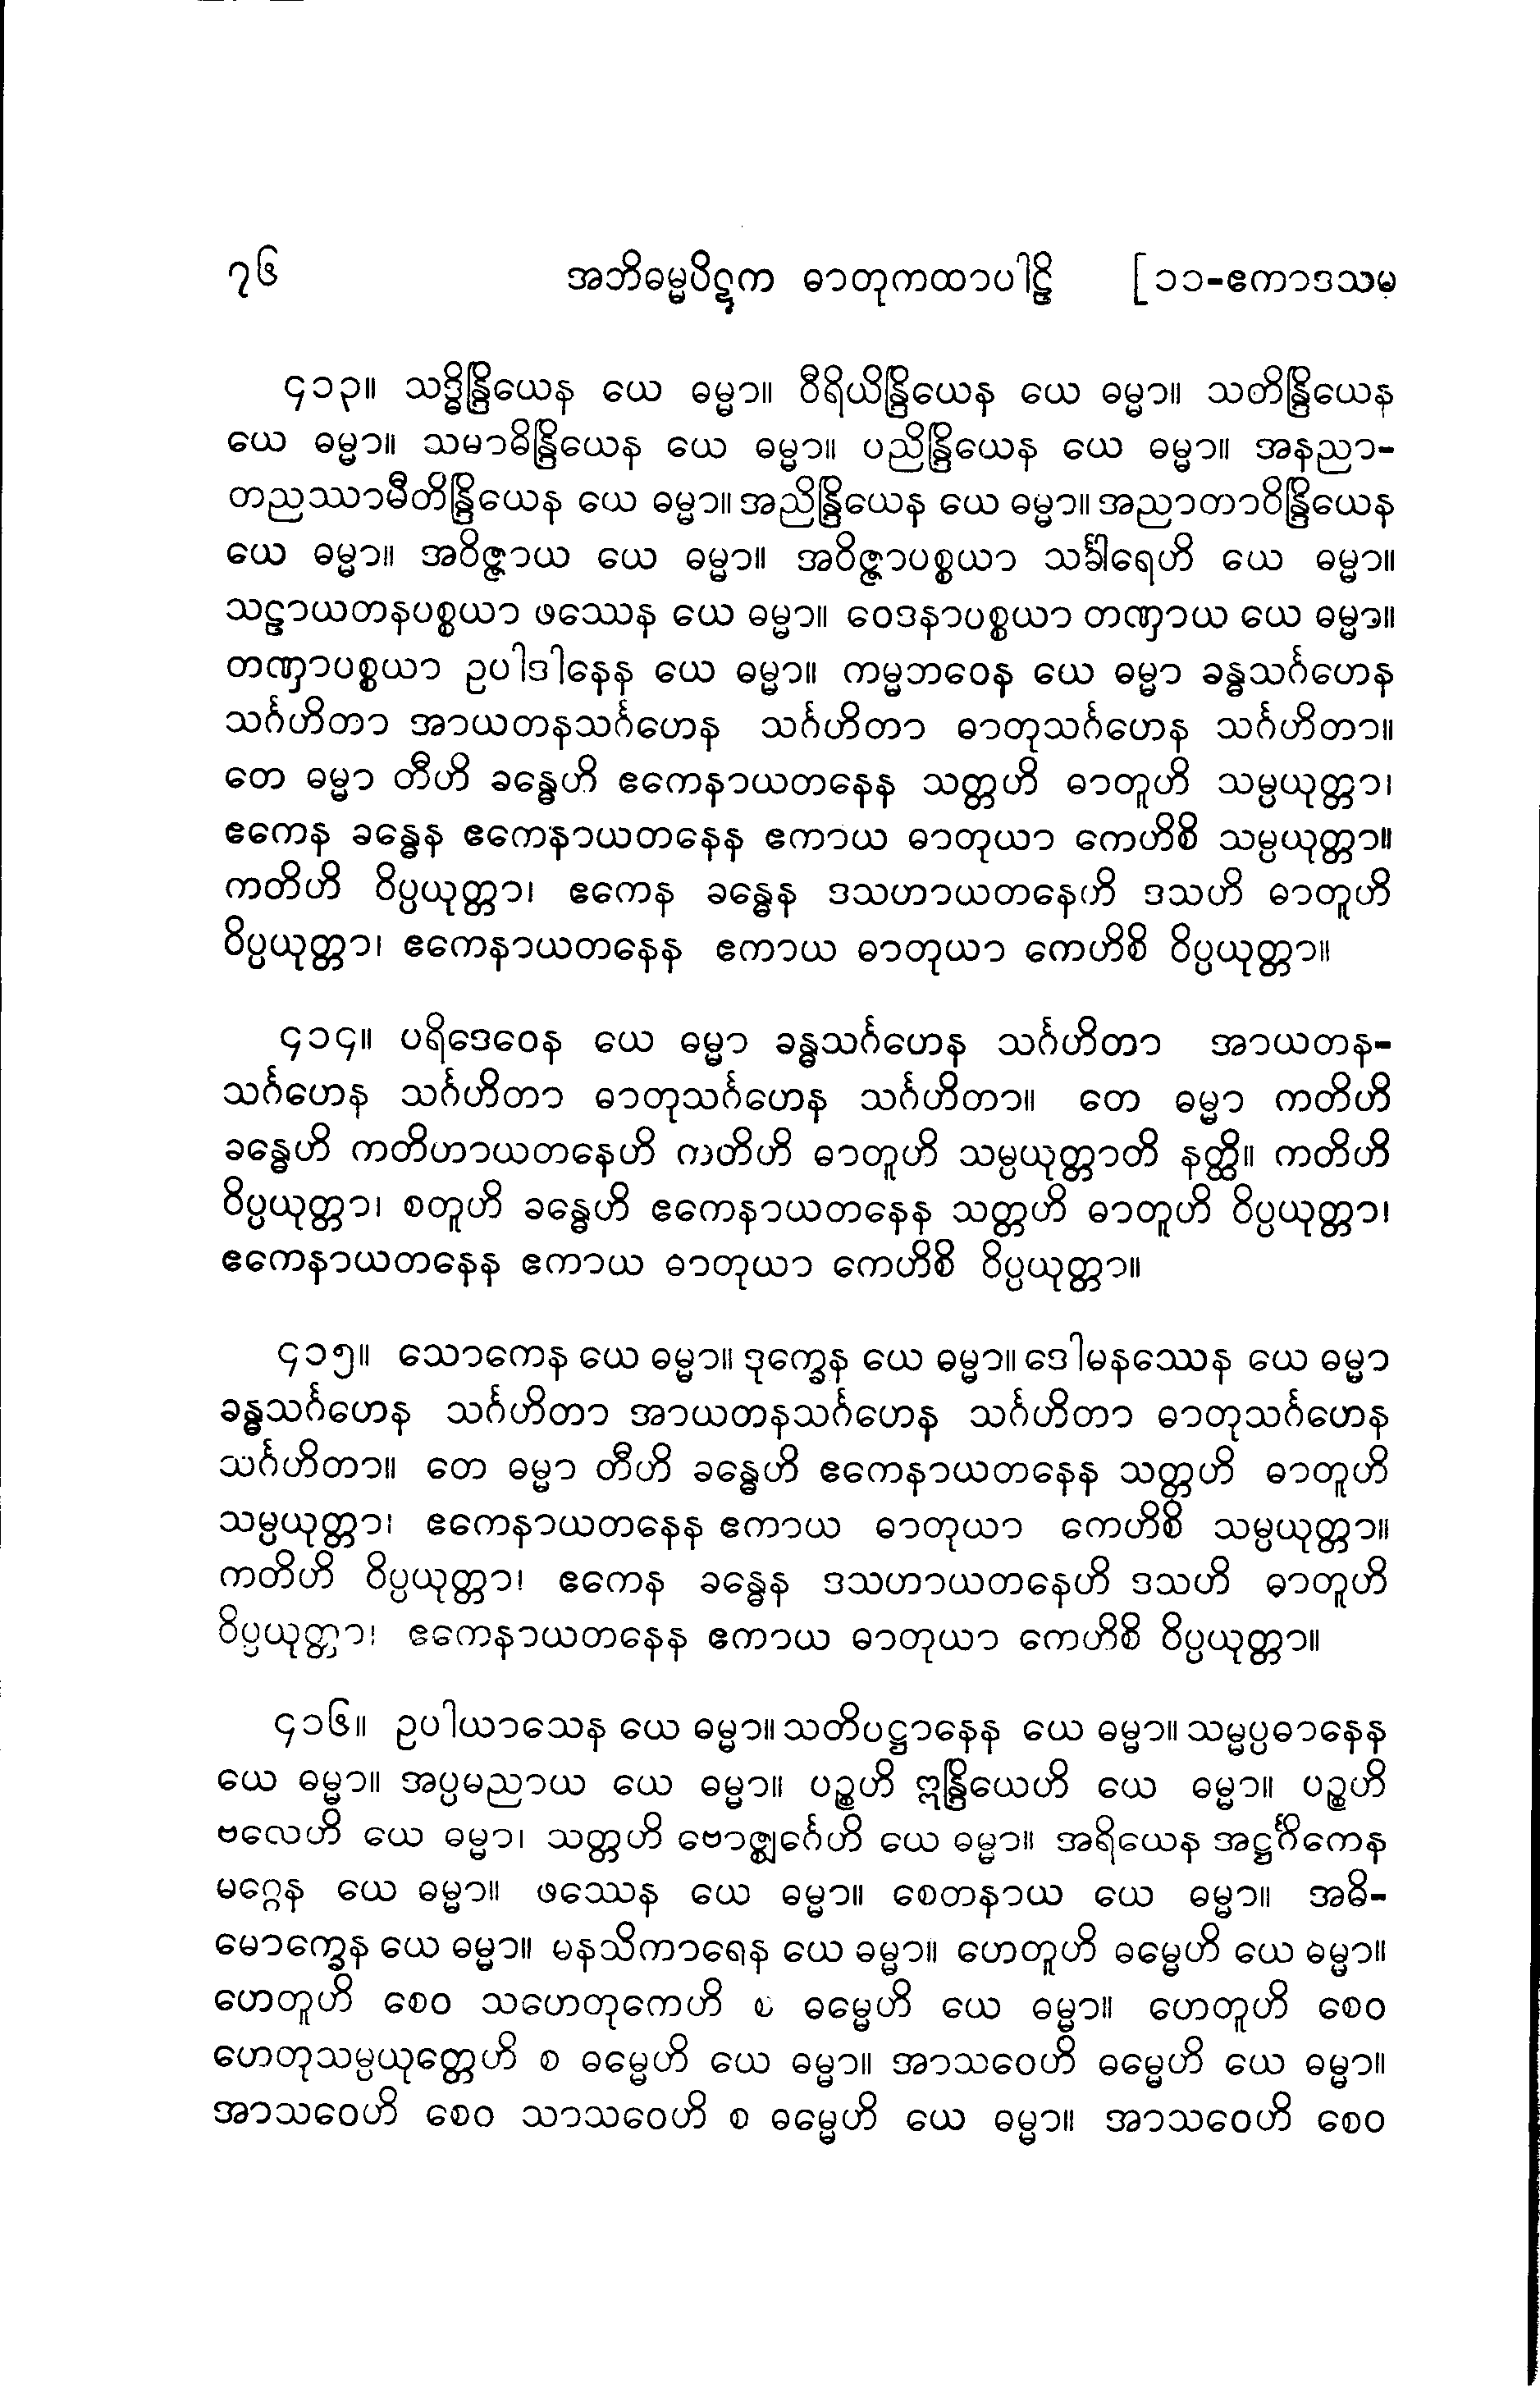 ၇၆ အဘိဓမ္မပိဋက ဓာတုကထာပါဠိ [ ၁၁-ဧကာဒသမ
၄၁၃။ သဒ္ဓိန္ဒြိယေန ယေ ဓမ္မာ။ ဝီရိယိန္ဒြိယေန ယေ ဓမ္မာ။ သတိန္ဒြိယေန
ယေ ဓမ္မာ။ သမာဓိန္ဒြိယေန ယေ ဓမ္မာ။ ပညိန္ဒြိယေန ယေ ဓမ္မာ။ အနညာ-
တညဿာမီတိန္ဒြိယေန ယေ ဓမ္မာ။ အညိန္ဒြိယေန ယေ ဓမ္မာ။ အညာတာဝိန္ဒြိယေန
ယေ ဓမ္မာ။ အဝိဇ္ဇာယ ယေ ဓမ္မာ။ အဝိဇ္ဇာပစ္စယာ သင်္ခါရေဟိ ယေ ဓမ္မာ။
သဠာယတနပစ္စယာ ဖဿေန ယေ ဓမ္မာ။ ဝေဒနာပစ္စယာ တဏှာယ ယေ ဓမ္မာ။
တဏှာပစ္စယာ ဥပါဒါနေန ယေ ဓမ္မာ။ ကမ္မဘဝေန ယေ ဓမ္မာ ခန္ဓသင်္ဂဟေန
သင်္ဂဟိတာ အာယတနသင်္ဂဟေန သင်္ဂဟိတာ ဓာတုသင်္ဂဟေန သင်္ဂဟိတာ။
တေ ဓမ္မာ တီဟိ ခန္ဓေဟိ ဧကေနာယတနေန သတ္တဟိ ဓာတူဟိ သမ္ပယုတ္တာ၊
ဧကေန ခန္ဓေန ဧကေနာယတနေန ဧကာယ ဓာတုယာ ကေဟိစိ သမ္ပယုတ္တာ။
ကတိဟိ ဝိပ္ပယုတ္တာ၊ ဧကေန ခန္ဓေန ဒသဟာယတနေဟိ ဒသဟိ ဓာတူဟိ
ဝိပ္ပယုတ္တာ၊ ဧကေနာယတနေန ဧကာယ ဓာတုယာ ကေဟိစိ ဝိပ္ပယုတ္တာ။
၄၁၄။ ပရိဒေဝေန ယေ ဓမ္မာ ခန္ဓသင်္ဂဟေန သင်္ဂဟိတာ အာယတန-
သင်္ဂဟေန သင်္ဂဟိတာ ဓာတုသင်္ဂဟေန သင်္ဂဟိတာ။ တေ ဓမ္မာ ကတိဟိ
ခန္ဓေဟိ ကတိဟာယတနေဟိ ကတိဟိ ဓာတူဟိ သမ္ပယုတ္တာတိ နတ္ထိ။ ကတိဟိ
ဝိပ္ပယုတ္တာ၊ စတူဟိ ခန္ဓေဟိ ဧကေနာယတနေန သတ္တဟိ ဓာတူဟိ ဝိပ္ပယုတ္တာ၊
ဧကေနာယတနေန ဧကာယ ဓာတုယာ ကေဟိစိ ဝိပ္ပယုတ္တာ။
၄၁၅။ သောကေန ယေ ဓမ္မာ။ ဒုက္ခေန ယေ ဓမ္မာ။ ဒေါမနဿေန ယေ ဓမ္မာ
ခန္ဓသင်္ဂဟေန သင်္ဂဟိတာ အာယတနသင်္ဂဟေန သင်္ဂဟိတာ ဓာတုသင်္ဂဟေန
သင်္ဂဟိတာ။ တေ ဓမ္မာ တီဟိ ခန္ဓေဟိ ဧကေနာယတနေန သတ္တဟိ ဓာတူဟိ
သမ္ပယုတ္တာ၊ ဧကေနာယတနေန ဧကာယ ဓာတုယာ ကေဟိစိ သမ္ပယုတ္တာ။
ကတိဟိ ဝိပ္ပယုတ္တာ၊ ဧကေန ခန္ဓေန ဒသဟာယတနေဟိ ဒသဟိ ဓာတူဟိ
ဝိပ္ပယုတ္တာ၊ ဧကေနာယတနေန ဧကာယ ဓာတုယာ ကေဟိစိ ဝိပ္ပယုတ္တာ။
၄၁၆။ ဥပါယာသေန ယေ ဓမ္မာ။ သတိပဋ္ဌာနေန ယေ ဓမ္မာ။ သမ္မပ္ပဓာနေန
ယေ ဓမ္မာ။ အပ္ပမညာယ ယေ ဓမ္မာ။ ပဉ္စဟိ ဣန္ဒြိယေဟိ ယေ ဓမ္မာ။ ပဉ္စဟိ
ဗလေဟိ ယေ ဓမ္မာ၊ သတ္တဟိ ဗောဇ္ဈင်္ဂေဟိ ယေ ဓမ္မာ။ အရိယေန အဋ္ဌင်္ဂိကေန
မဂ္ဂေန ယေ ဓမ္မာ။ ဖဿေန ယေ ဓမ္မာ။ စေတနာယ ယေ ဓမ္မာ။ အဓိ-
မောက္ခေန ယေ ဓမ္မာ။ မနသိကာရေန ယေ ဓမ္မာ။ ဟေတူဟိ ဓမ္မေဟိ ယေ ဓမ္မာ။
ဟေတူဟိ စေဝ သဟေတုကေဟိ စ ဓမ္မေဟိ ယေ ဓမ္မာ။ ဟေတူဟိ စေဝ
ဟေတုသမ္ပယုတ္တေဟိ စ ဓမ္မေဟိ ယေ ဓမ္မာ။ အာသဝေဟိ ဓမ္မေဟိ ယေ ဓမ္မာ။
အာသဝေဟိ စေဝ သာသဝေဟိ စ ဓမ္မေဟိ ယေ ဓမ္မာ။ အာသဝေဟိ စေဝ